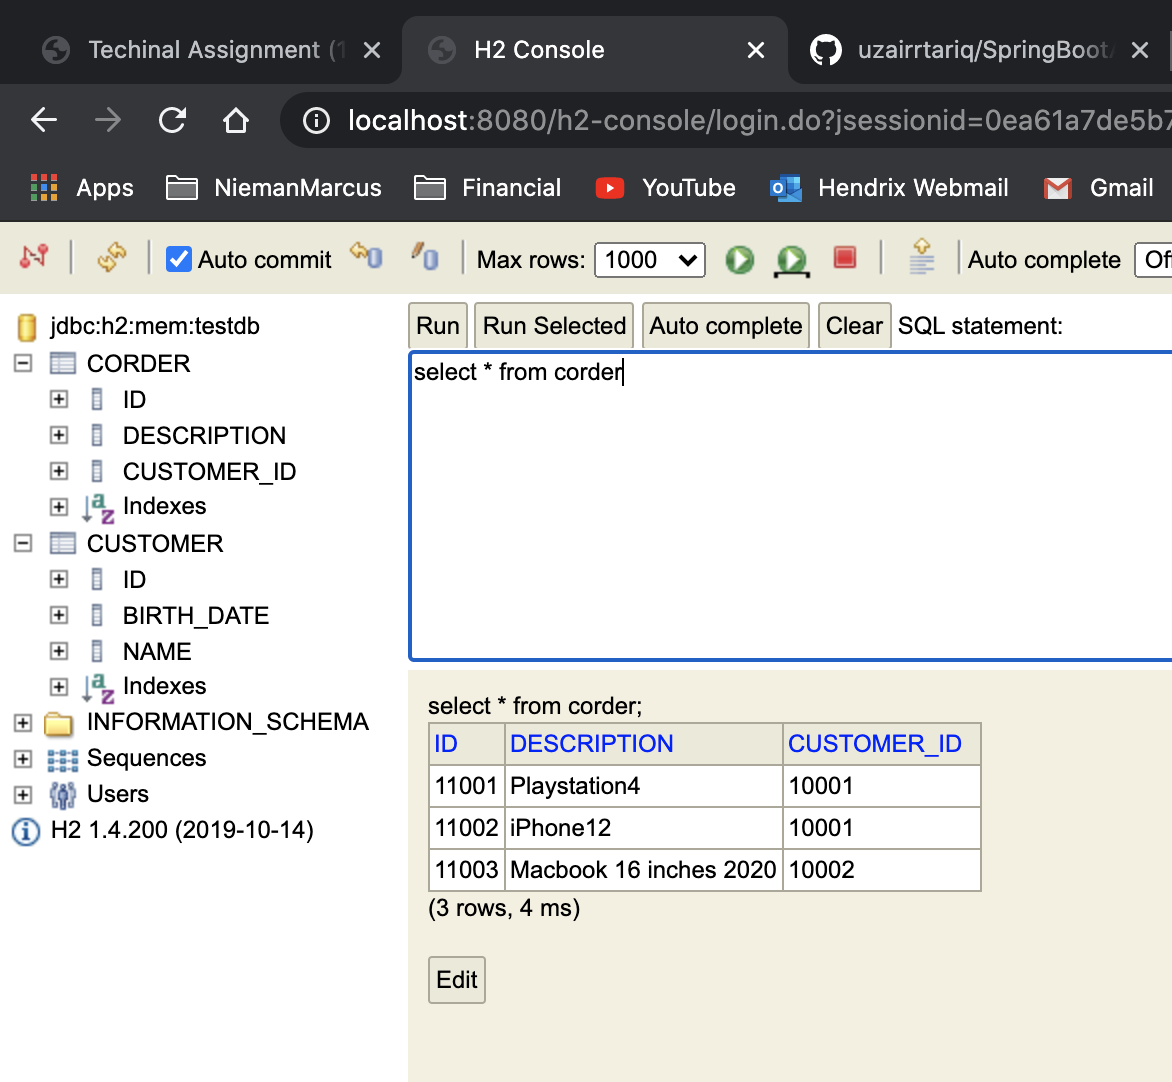 Techinal Assignment (1
H2 Console
uzairrtariq/SpringBootA
localhost:8080/h2-console/login.do?jsessionid=0ea61a7de5b7
Apps NiemanMarcus Financial YouTube Hendrix Webmail Gmail
Auto commit Max rows: 1000 Auto complete Off
Run Run Selected Auto complete Clear SQL statement:
jdbc:h2:mem:testdb
CORDER
ID
DESCRIPTION
CUSTOMER_ID
Indexes
CUSTOMER
ID
BIRTH_DATE
NAME
Indexes
INFORMATION_SCHEMA
Sequences
Users
H2 1.4.200 (2019-10-14)
select * from corder
select * from corder;
ID DESCRIPTION CUSTOMER_ID
11001 Playstation4 10001
11002 iPhone12 10001
11003 Macbook 16 inches 2020 10002
(3 rows, 4 ms)
Edit